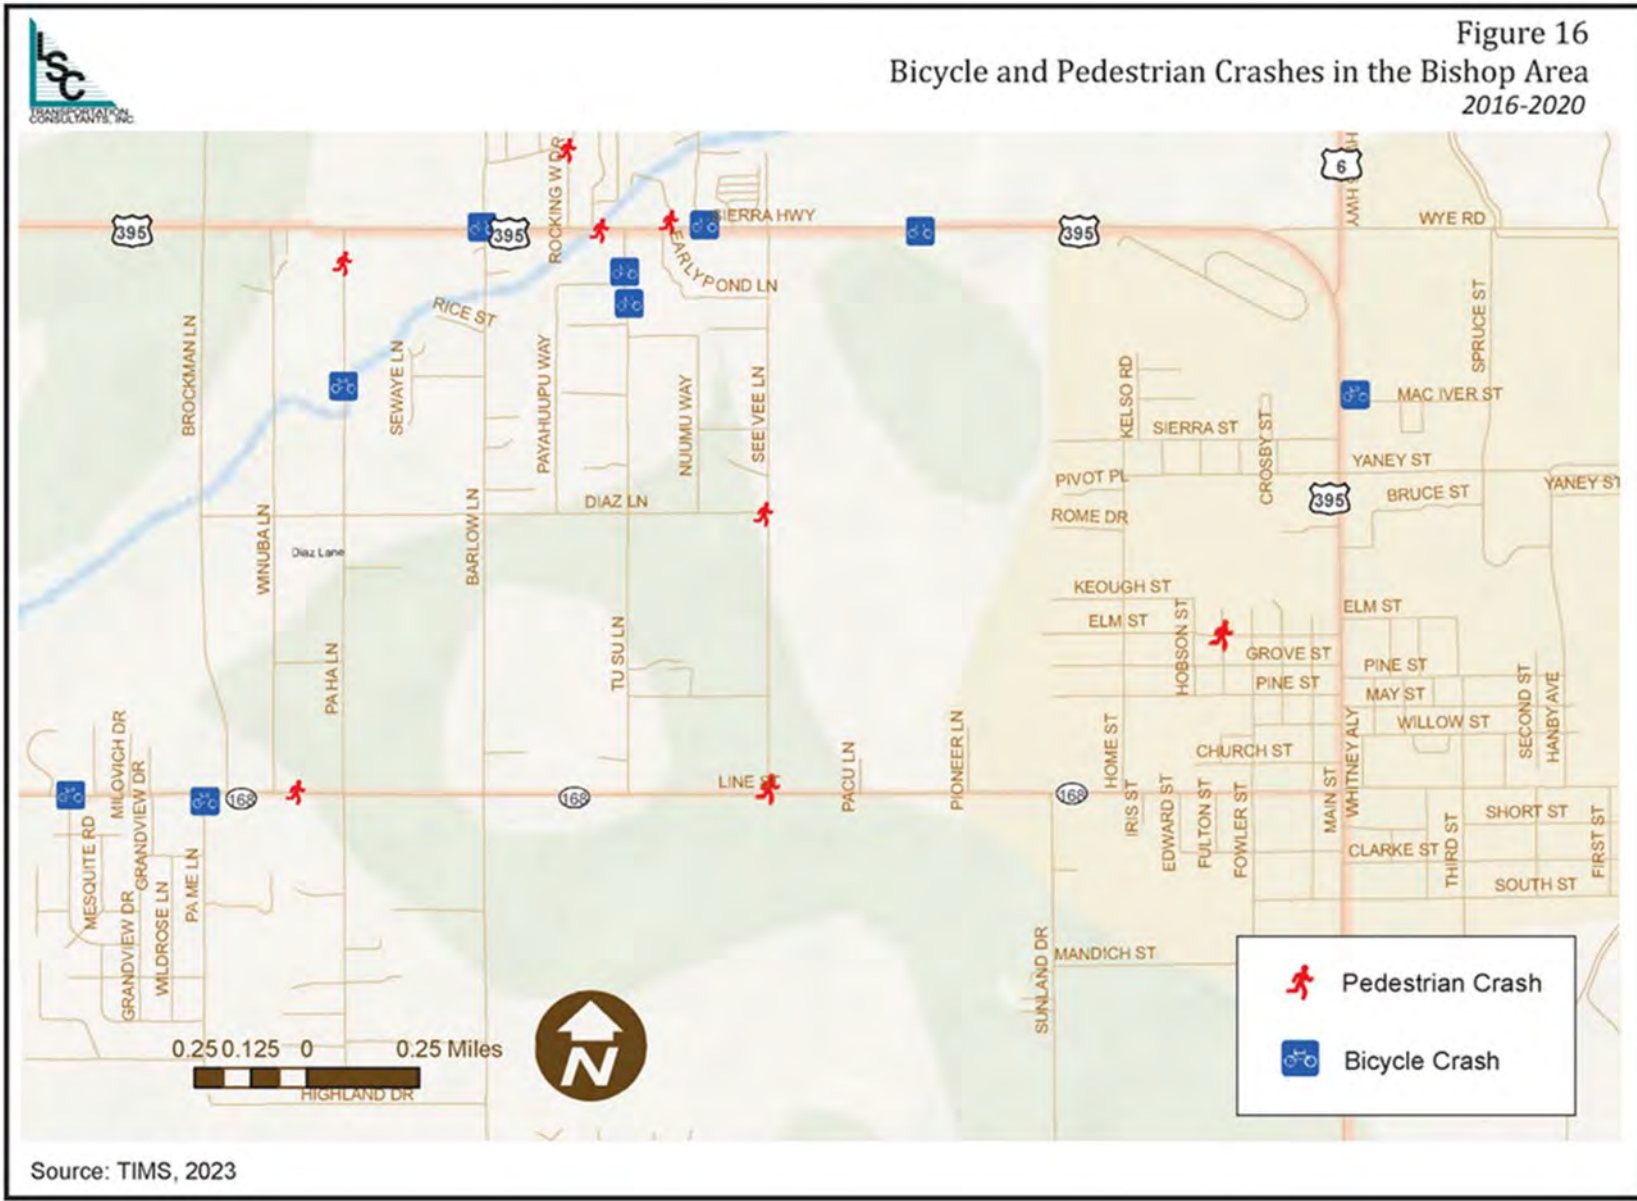 LSC
TRANSPORTATION
CONSULTANTS, INC.
Figure 16
Bicycle and Pedestrian Crashes in the Bishop Area
2016-2020
6
395
395
395
395
SIERRA HWY
WYE RD
ROCKING W DR
EARLYPOND LN
RICE ST
BROCKMAN LN
SEWAYE LN
PAYAHUUPU WAY
NUUMU WAY
SEE VEE LN
KELSO RD
SPRUCE ST
MAC IVER ST
SIERRA ST
CROSBY ST
YANEY ST
PIVOT PL
BRUCE ST
YANEY ST
DIAZ LN
ROME DR
WINUBA LN
Diaz Lane
BARLOW LN
KEOUGH ST
ELM ST
ELM ST
HOBSON ST
GROVE ST
PINE ST
PINE ST
MAY ST
WILLOW ST
SECOND ST
HANBY AVE
PA HA LN
TU SU LN
HOME ST
CHURCH ST
MAIN ST
WHITNEY ALY
MILOVICH DR
GRANDVIEW DR
LINE ST
PACU LN
PIONEER LN
168
168
168
IRIS ST
EDWARD ST
FULTON ST
FOWLER ST
SHORT ST
CLARKE ST
THIRD ST
FIRST ST
SOUTH ST
MESQUITE RD
GRANDVIEW DR
WILDROSE LN
PA ME LN
SUNLAND DR
MANDICH ST
0.25 0.125 0 0.25 Miles
HIGHLAND DR
N
Pedestrian Crash
Bicycle Crash
Source: TIMS, 2023